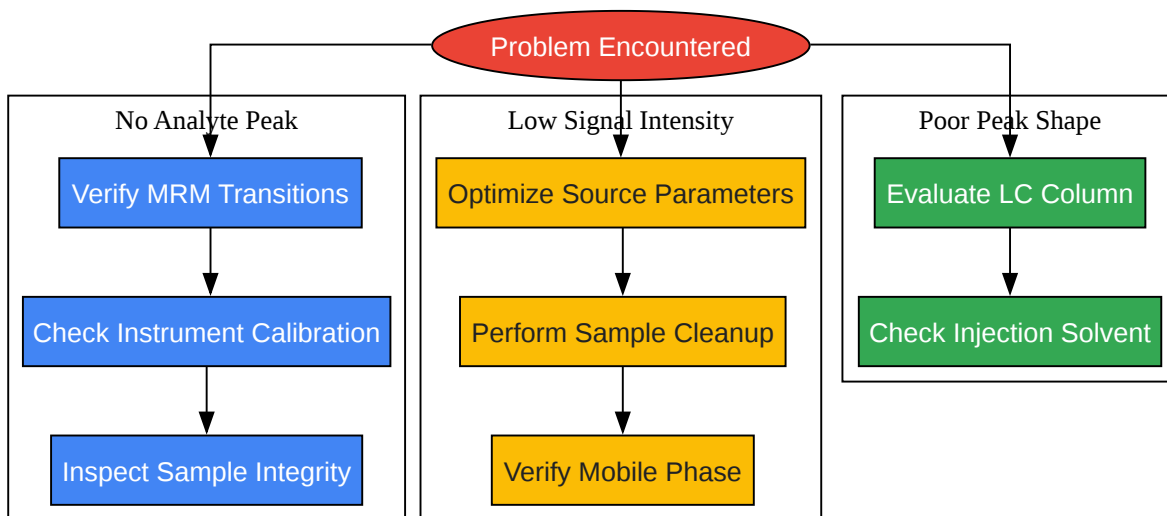 Problem Encountered
No Analyte Peak
Low Signal Intensity
Poor Peak Shape
Verify MRM Transitions
Optimize Source Parameters
Evaluate LC Column
Check Instrument Calibration
Perform Sample Cleanup
Check Injection Solvent
Inspect Sample Integrity
Verify Mobile Phase